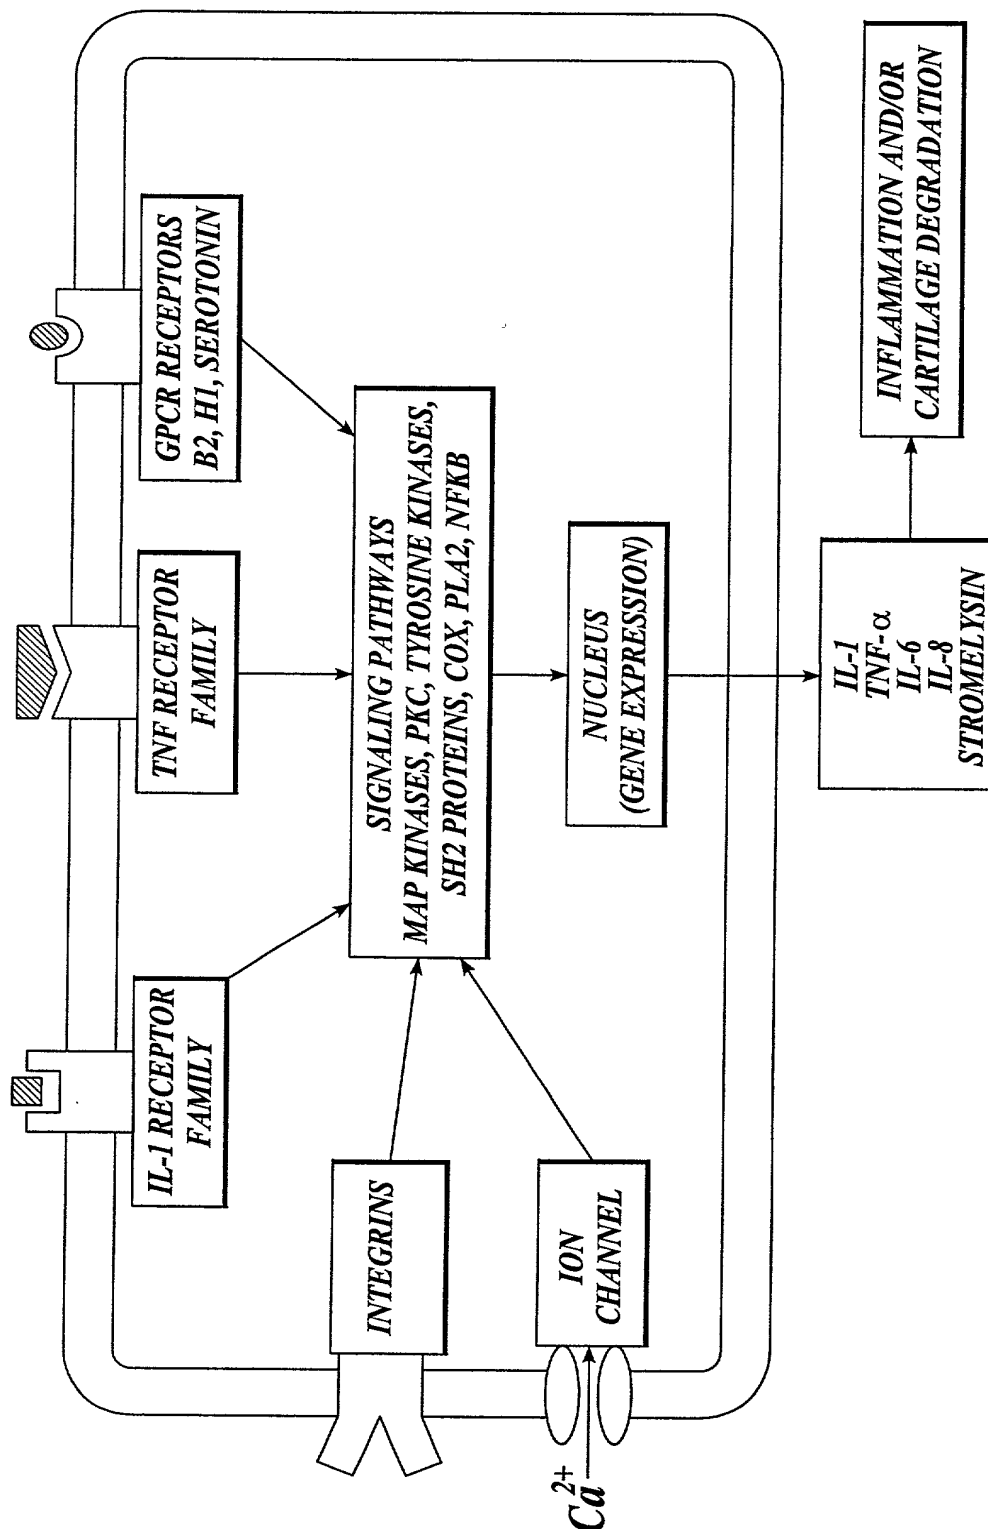 IL-1 RECEPTOR
FAMILY
TNF RECEPTOR
FAMILY
GPCR RECEPTORS
B2, H1, SEROTONIN
INTEGRINS
SIGNALING PATHWAYS
MAP KINASES, PKC, TYROSINE KINASES,
SH2 PROTEINS, COX, PLA2, NFKB
Ca2+
ION
CHANNEL
NUCLEUS
(GENE EXPRESSION)
IL-1
TNF-α
IL-6
IL-8
STROMELYSIN
INFLAMMATION AND/OR
CARTILAGE DEGRADATION